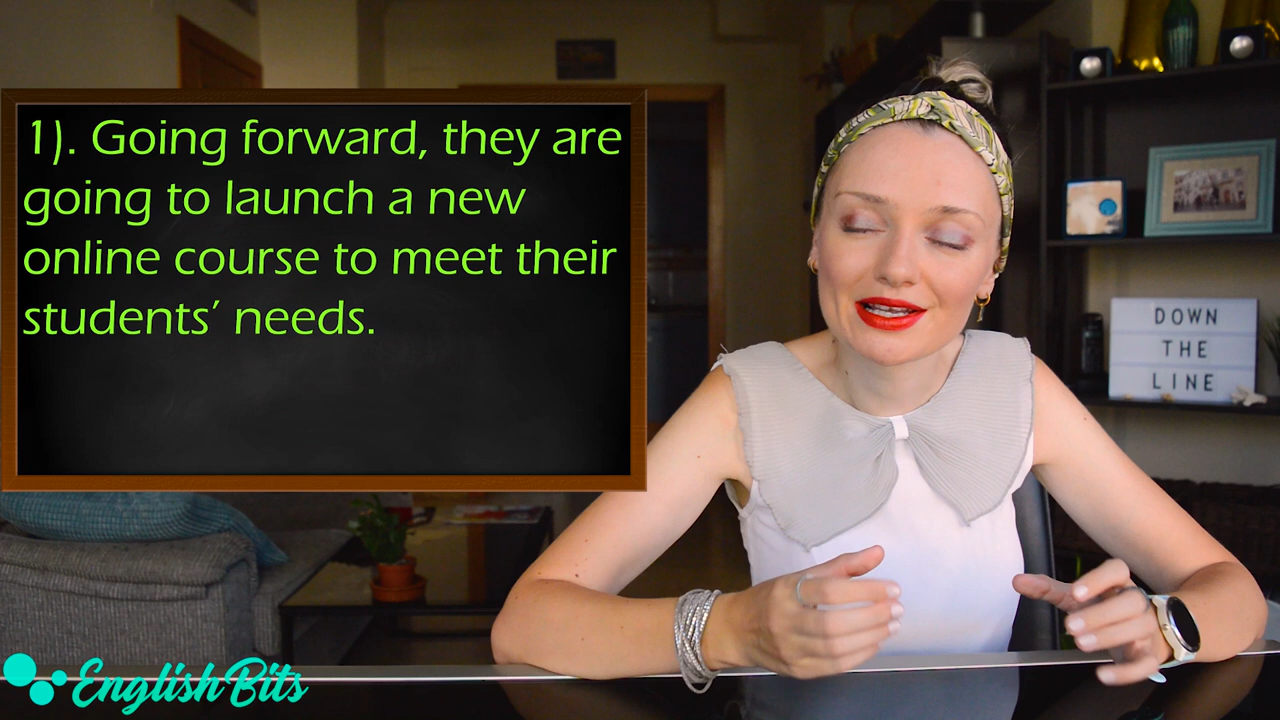 1). Going forward, they are
going to launch a new
online course to meet their
students’ needs.
DOWN
THE
LINE
EnglishBits